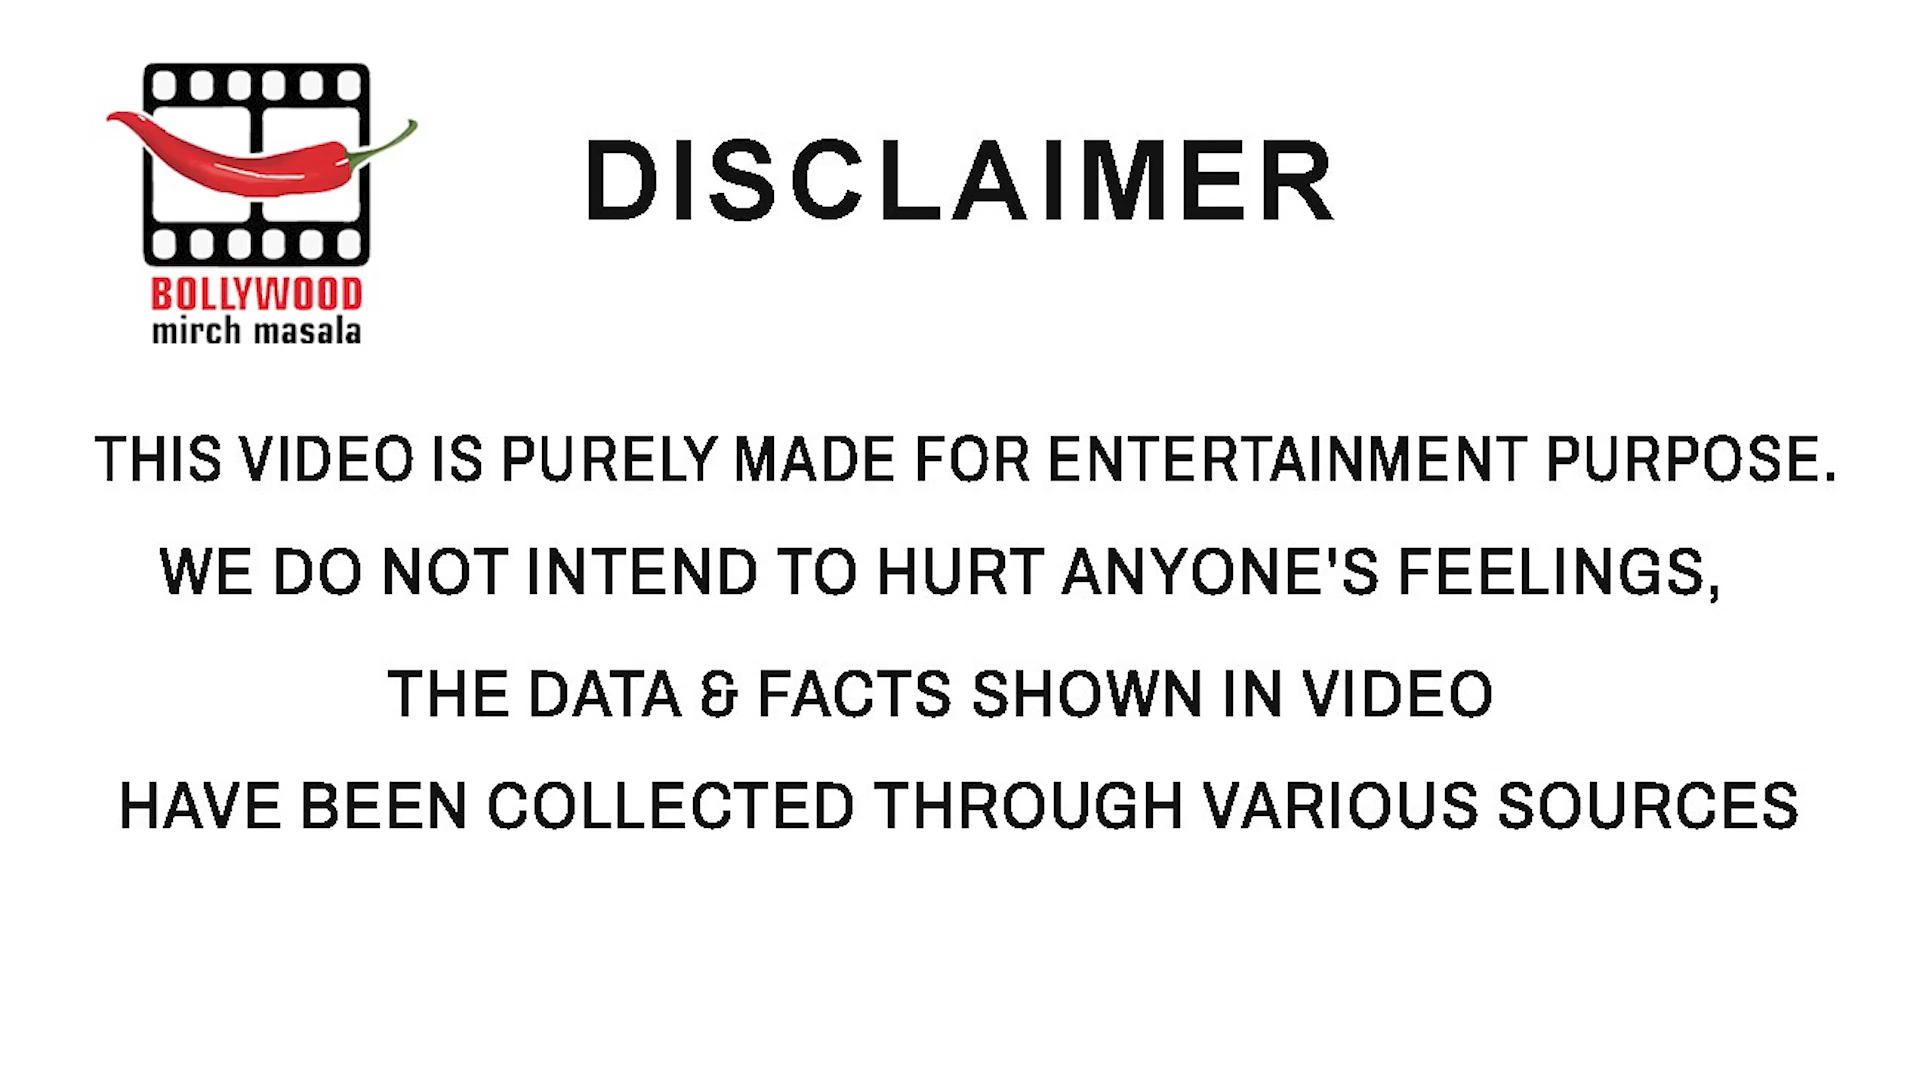 DISCLAIMER
BOLLYWOOD
mirch masala
THIS VIDEO IS PURELY MADE FOR ENTERTAINMENT PURPOSE.
WE DO NOT INTEND TO HURT ANYONE'S FEELINGS,
THE DATA & FACTS SHOWN IN VIDEO
HAVE BEEN COLLECTED THROUGH VARIOUS SOURCES